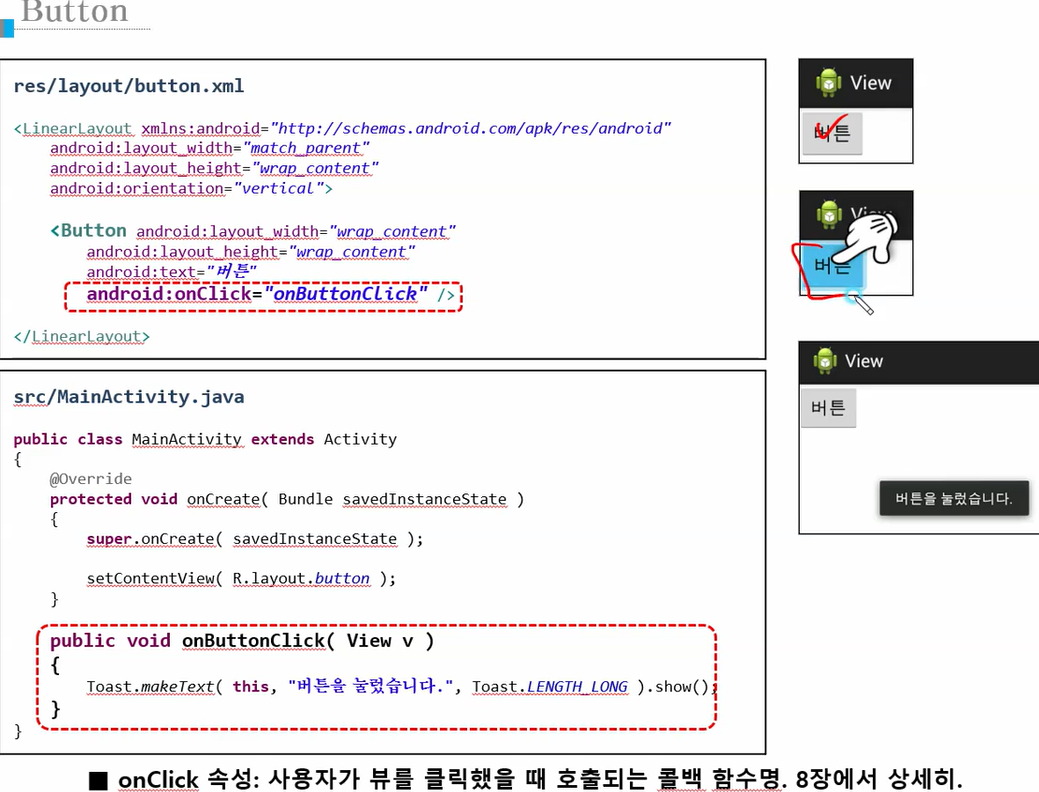 Button
res/layout/button.xml
<LinearLayout xmlns:android="http://schemas.android.com/apk/res/android"
android:layout_width="match_parent"
android:layout_height="wrap_content"
android:orientation="vertical">
<Button android:layout_width="wrap_content"
android:layout_height="wrap_content"
android:text="버튼"
android:onClick="onButtonClick" />
</LinearLayout>
src/MainActivity.java
public class MainActivity extends Activity
{
@Override
protected void onCreate( Bundle savedInstanceState )
{
super.onCreate( savedInstanceState );
setContentView( R.layout.button );
}
public void onButtonClick( View v )
{
Toast.makeText( this, "버튼을 눌렀습니다.", Toast.LENGTH_LONG ).show();
}
}
View
버튼
View
버튼
View
버튼
버튼을 눌렀습니다.
■ onClick 속성: 사용자가 뷰를 클릭했을 때 호출되는 콜백 함수명. 8장에서 상세히.